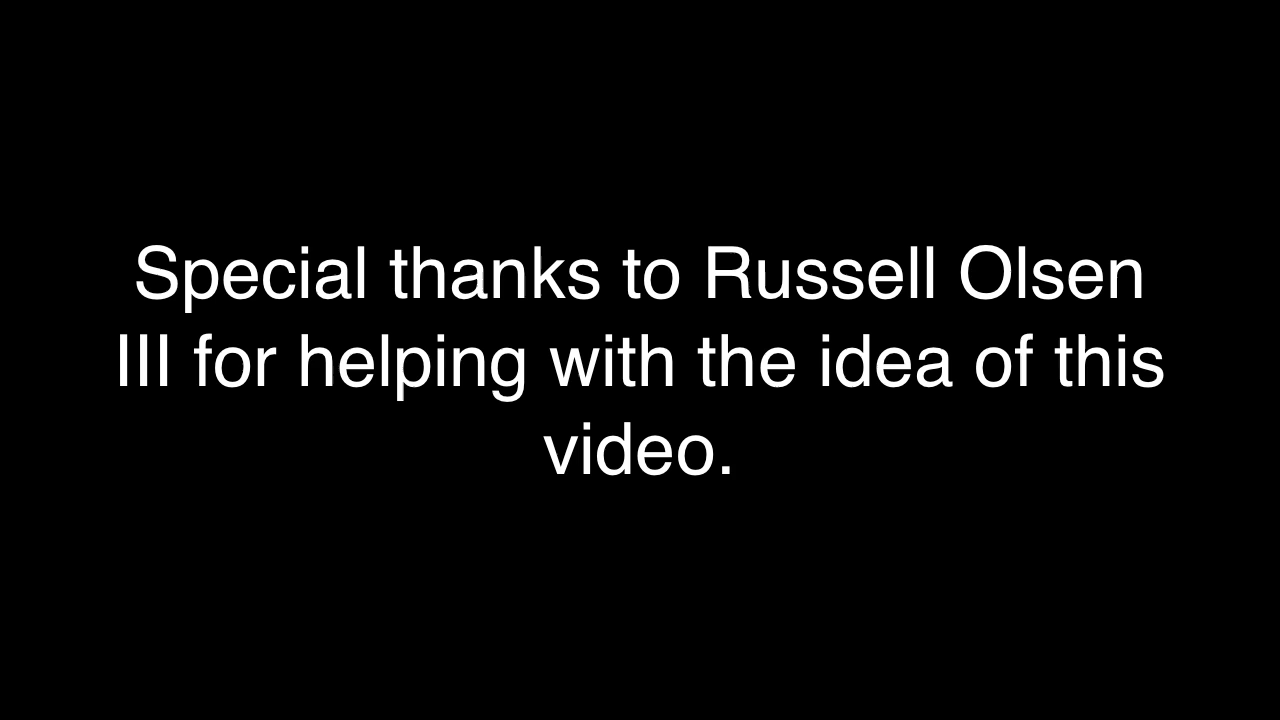 Special thanks to Russell Olsen
III for helping with the idea of this
video.